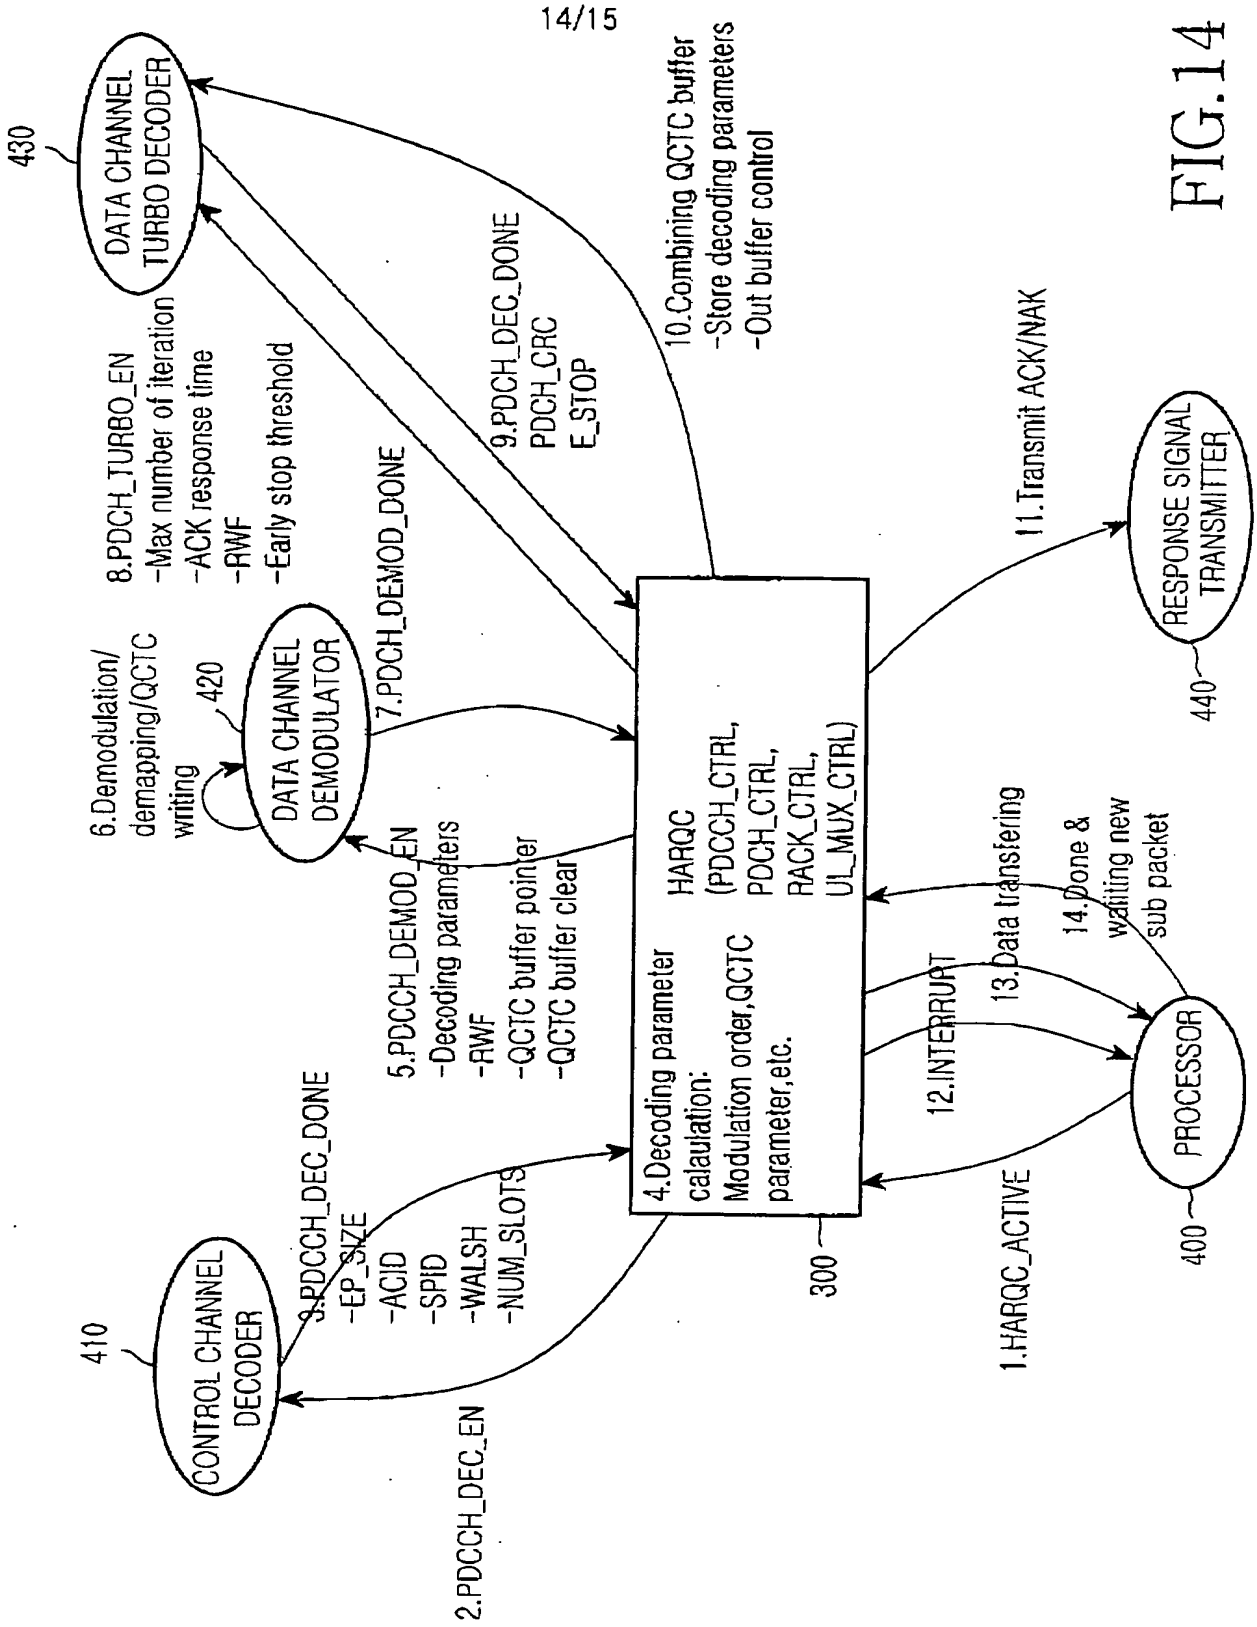 14/15
410
CONTROL CHANNEL
DECODER
2.PDCCH_DEC_EN
3.PDCCH_DEC_DONE
-EP_SIZE
-ACID
-SPID
-WALSH
-NUM_SLOTS
6.Demodulation/
demapping/QCTC
writing
420
DATA CHANNEL
DEMODULATOR
5.PDCCH_DEMOD_EN
-Decoding parameters
-RWF
-QCTC buffer pointer
-QCTC buffer clear
7.PDCH_DEMOD_DONE
430
DATA CHANNEL
TURBO DECODER
8.PDCH_TURBO_EN
-Max number of iteration
-ACK response time
-RWF
-Early stop threshold
9.PDCH_DEC_DONE
PDCH_CRC
E_STOP
10.Combining QCTC buffer
-Store decoding parameters
-Out buffer control
4.Decoding parameter
calaulation:
Modulation order,QCTC
parameter,etc.
HARQC
(PDCCH_CTRL,
PDCH_CTRL,
RACK_CTRL,
UL_MUX_CTRL)
300
1.HARQC_ACTIVE
12.INTERRUPT
13.Data transfering
14.Done &
waiting new
sub packet
400
PROCESSOR
11.Transmit ACK/NAK
440
RESPONSE SIGNAL
TRANSMITTER
FIG.14